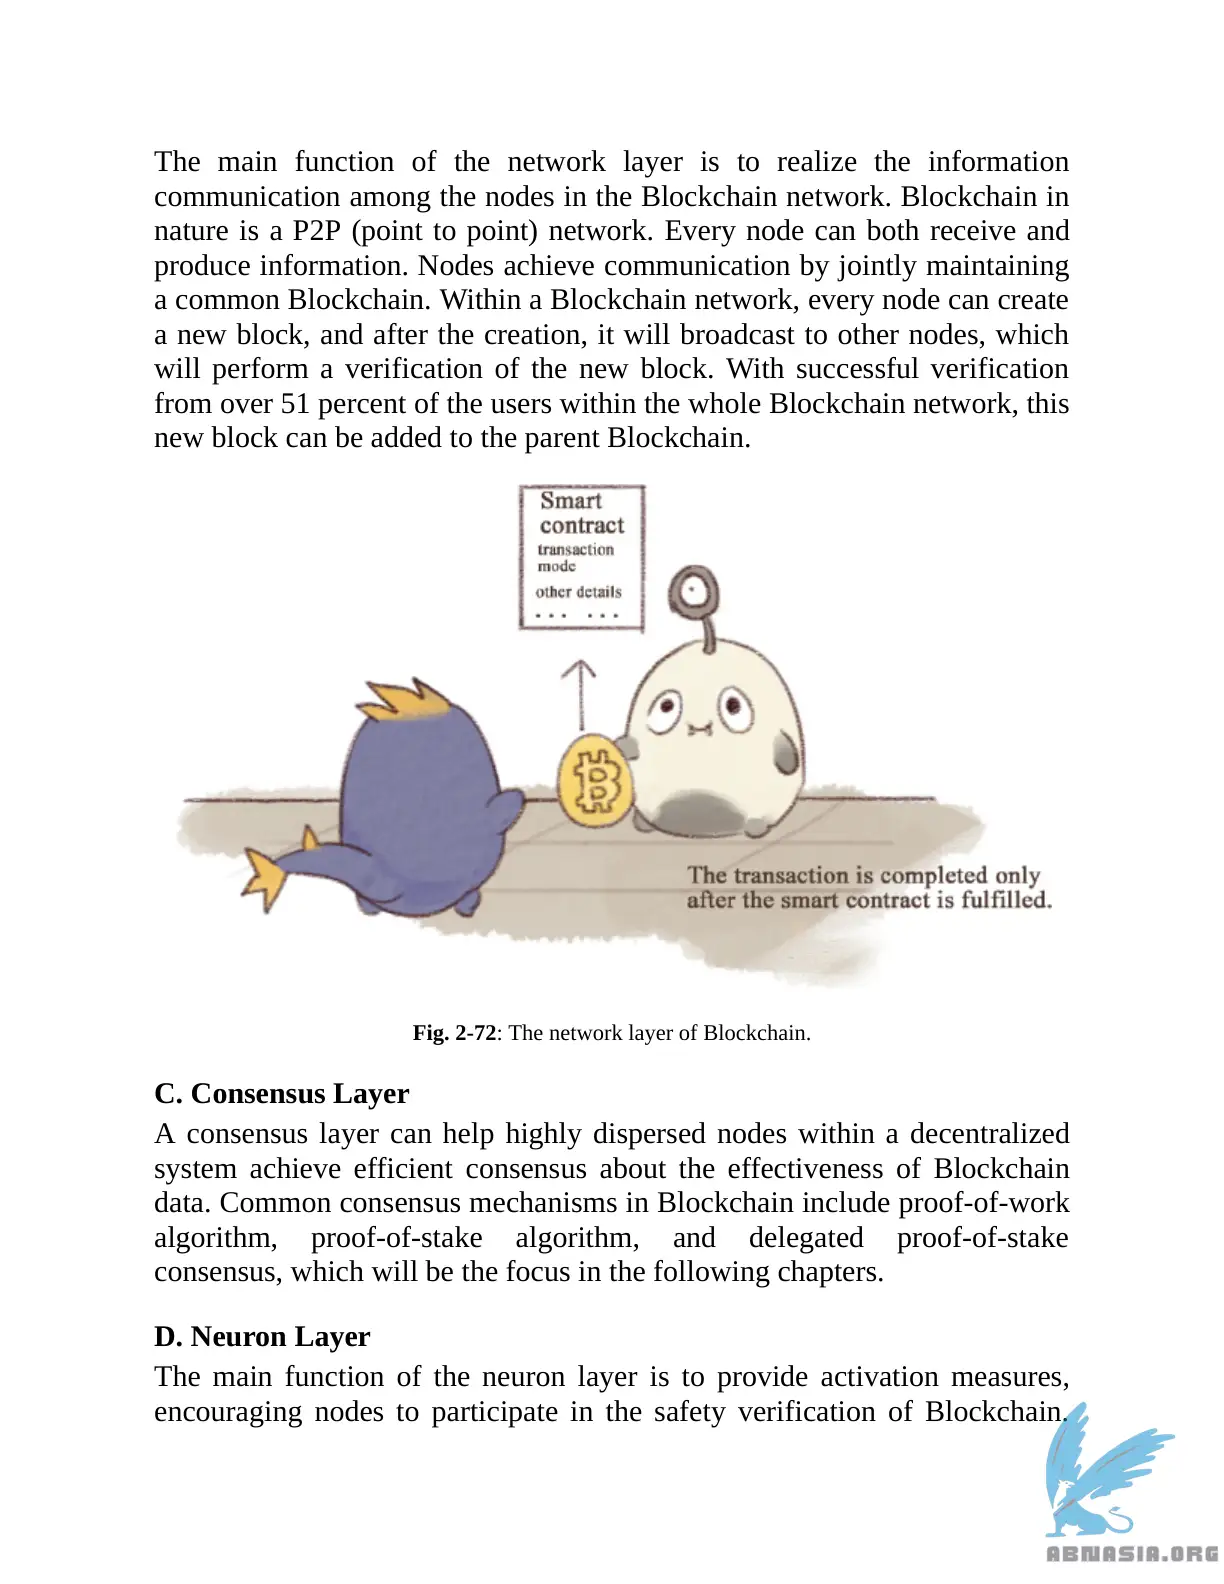 The main function of the network layer is to realize the information
communication among the nodes in the Blockchain network. Blockchain in
nature is a P2P (point to point) network. Every node can both receive and
produce information. Nodes achieve communication by jointly maintaining
a common Blockchain. Within a Blockchain network, every node can create
a new block, and after the creation, it will broadcast to other nodes, which
will perform a verification of the new block. With successful verification
from over 51 percent of the users within the whole Blockchain network, this
new block can be added to the parent Blockchain.
Smart
contract
transaction
mode
other details
... ...
The transaction is completed only
after the smart contract is fulfilled.
Fig. 2-72: The network layer of Blockchain.
C. Consensus Layer
A consensus layer can help highly dispersed nodes within a decentralized
system achieve efficient consensus about the effectiveness of Blockchain
data. Common consensus mechanisms in Blockchain include proof-of-work
algorithm, proof-of-stake algorithm, and delegated proof-of-stake
consensus, which will be the focus in the following chapters.
D. Neuron Layer
The main function of the neuron layer is to provide activation measures,
encouraging nodes to participate in the safety verification of Blockchain.
ABNASIA.ORG